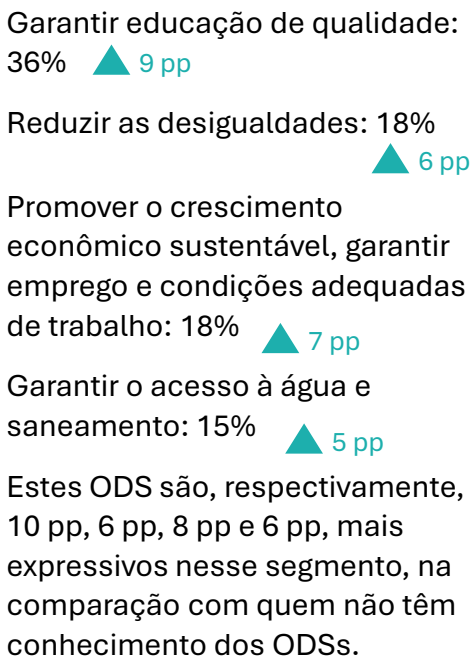 Garantir educação de qualidade:
36% 9 pp
Reduzir as desigualdades: 18%
6 pp
Promover o crescimento
econômico sustentável, garantir
emprego e condições adequadas
de trabalho: 18% 7 pp
Garantir o acesso à água e
saneamento: 15% 5 pp
Estes ODS são, respectivamente,
10 pp, 6 pp, 8 pp e 6 pp, mais
expressivos nesse segmento, na
comparação com quem não têm
conhecimento dos ODSs.